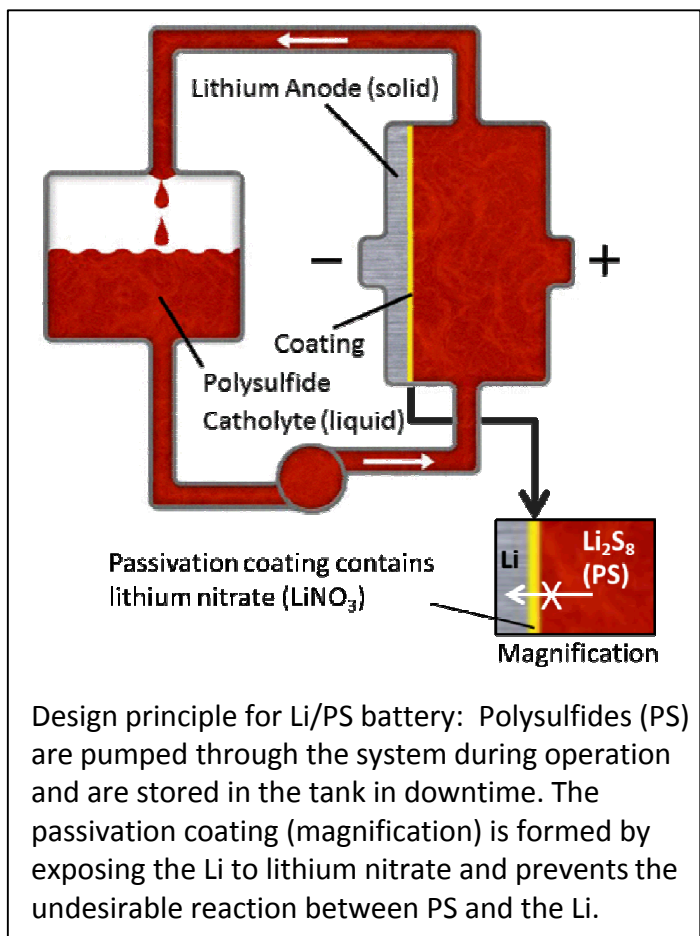 Lithium Anode (solid)
−
+
Coating
Polysulfide
Catholyte (liquid)
Passivation coating contains
lithium nitrate (LiNO₃)
Li
Li₂S₈
(PS)
Magnification
Design principle for Li/PS battery:  Polysulfides (PS)
are pumped through the system during operation
and are stored in the tank in downtime. The
passivation coating (magnification) is formed by
exposing the Li to lithium nitrate and prevents the
undesirable reaction between PS and the Li.